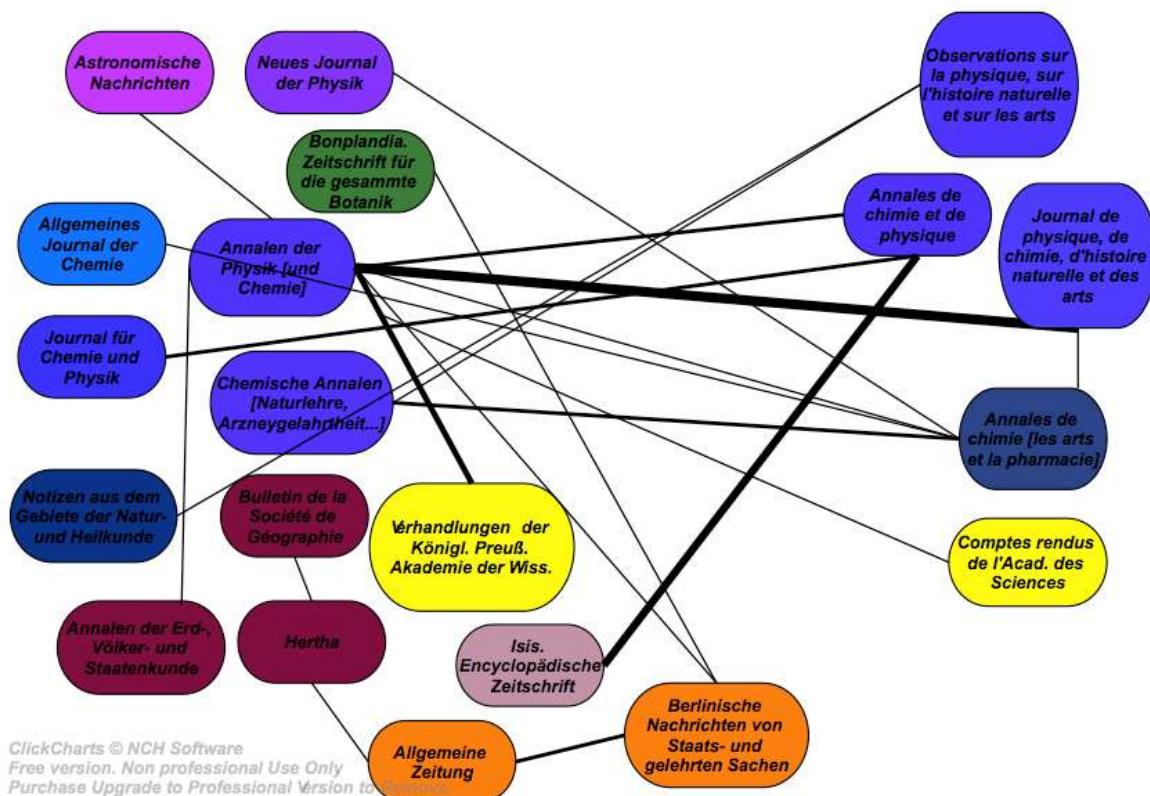 Astronomische
Nachrichten
Neues Journal
der Physik
Observations sur
la physique, sur
l'histoire naturelle
et sur les arts
Bonplandia.
Zeitschrift für
die gesammte
Botanik
Annales de
chimie et de
physique
Journal de
physique, de
chimie, d'histoire
naturelle et des
arts
Allgemeines
Journal der
Chemie
Annalen der
Physik [und
Chemie]
Journal für
Chemie und
Physik
Chemische Annalen
[Naturlehre,
Arzneygelahrtheit...]
Annales de
chimie [les arts
et la pharmacie]
Notizen aus dem
Gebiete der Natur-
und Heilkunde
Bulletin de la
Société de
Géographie
Verhandlungen der
Königl. Preuß.
Akademie der Wiss.
Comptes rendus
de l'Acad. des
Sciences
Annalen der Erd-,
Völker- und
Staatenkunde
Hertha
Isis.
Encyclopädische
Zeitschrift
Berlinische
Nachrichten von
Staats- und
gelehrten Sachen
Allgemeine
Zeitung
ClickCharts © NCH Software
Free version. Non professional Use Only
Purchase Upgrade to Professional Version to